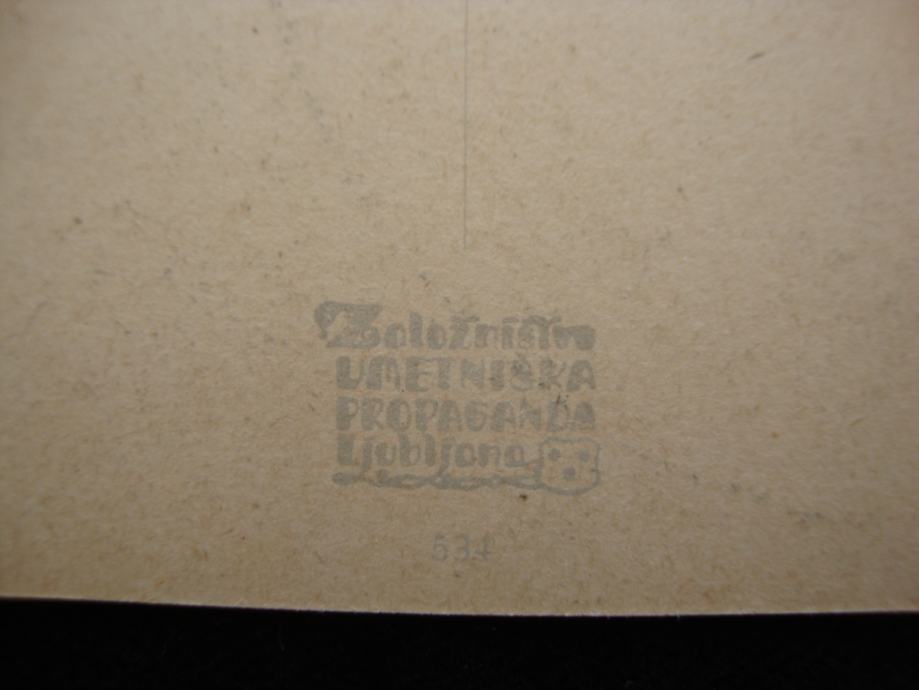 Založništvo
UMETNIŠKA
PROPAGANDA
Ljubljana
534